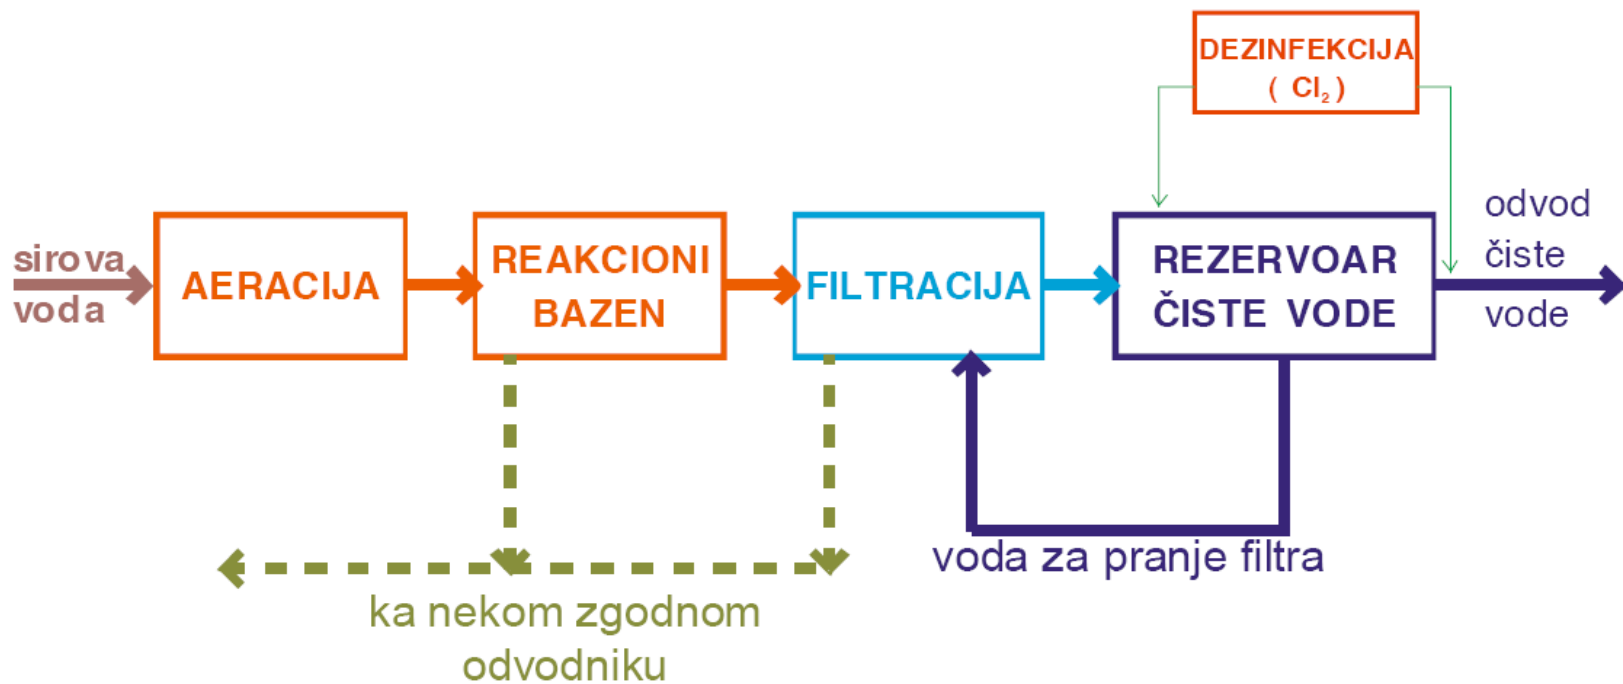 DEZINFEKCIJA
( Cl₂ )
sirova
voda
AERACIJA
REAKCIONI
BAZEN
FILTRACIJA
REZERVOAR
ČISTE VODE
odvod
čiste
vode
voda za pranje filtra
ka nekom zgodnom
odvodniku